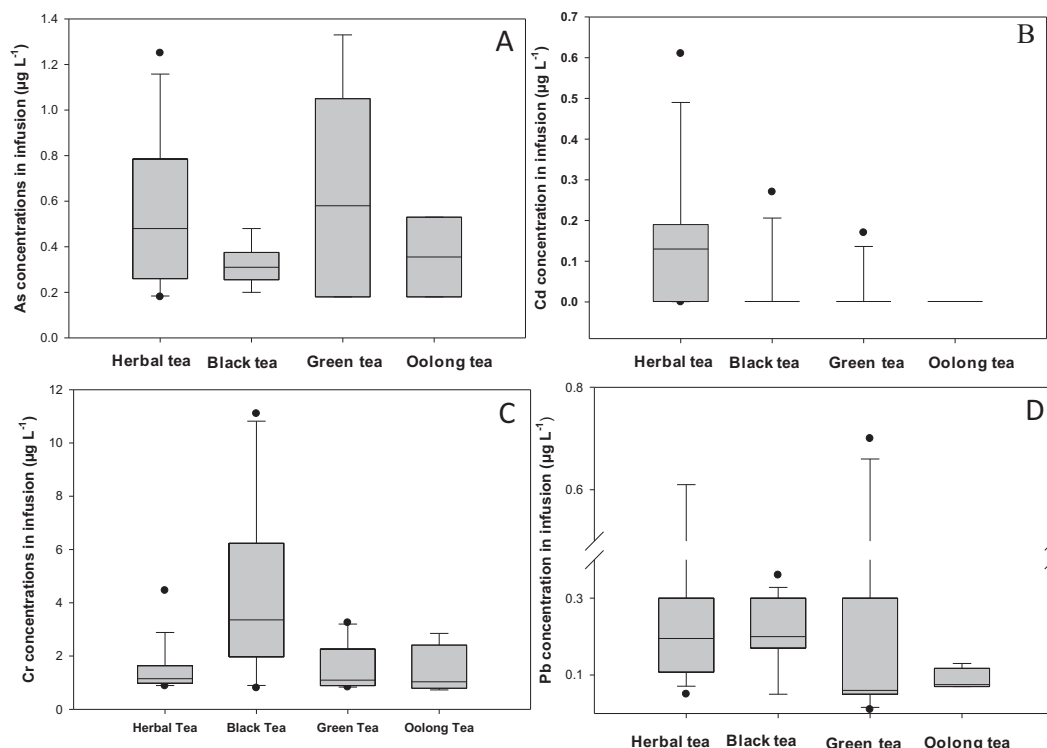 A
As concentrations in infusion (µg L-1)
1.4
1.2
1.0
0.8
0.6
0.4
0.2
0.0
Herbal tea Black tea Green tea Oolong tea
B
Cd concentration in infusion (µg L-1)
0.7
0.6
0.5
0.4
0.3
0.2
0.1
0.0
Herbal tea Black tea Green tea Oolong tea
C
Cr concentrations in infusion (µg L-1)
12
10
8
6
4
2
0
Herbal Tea Black Tea Green Tea Oolong Tea
D
Pb concentration in infusion (µg L-1)
0.8
0.6
0.3
0.1
Herbal tea Black tea Green tea Oolong tea